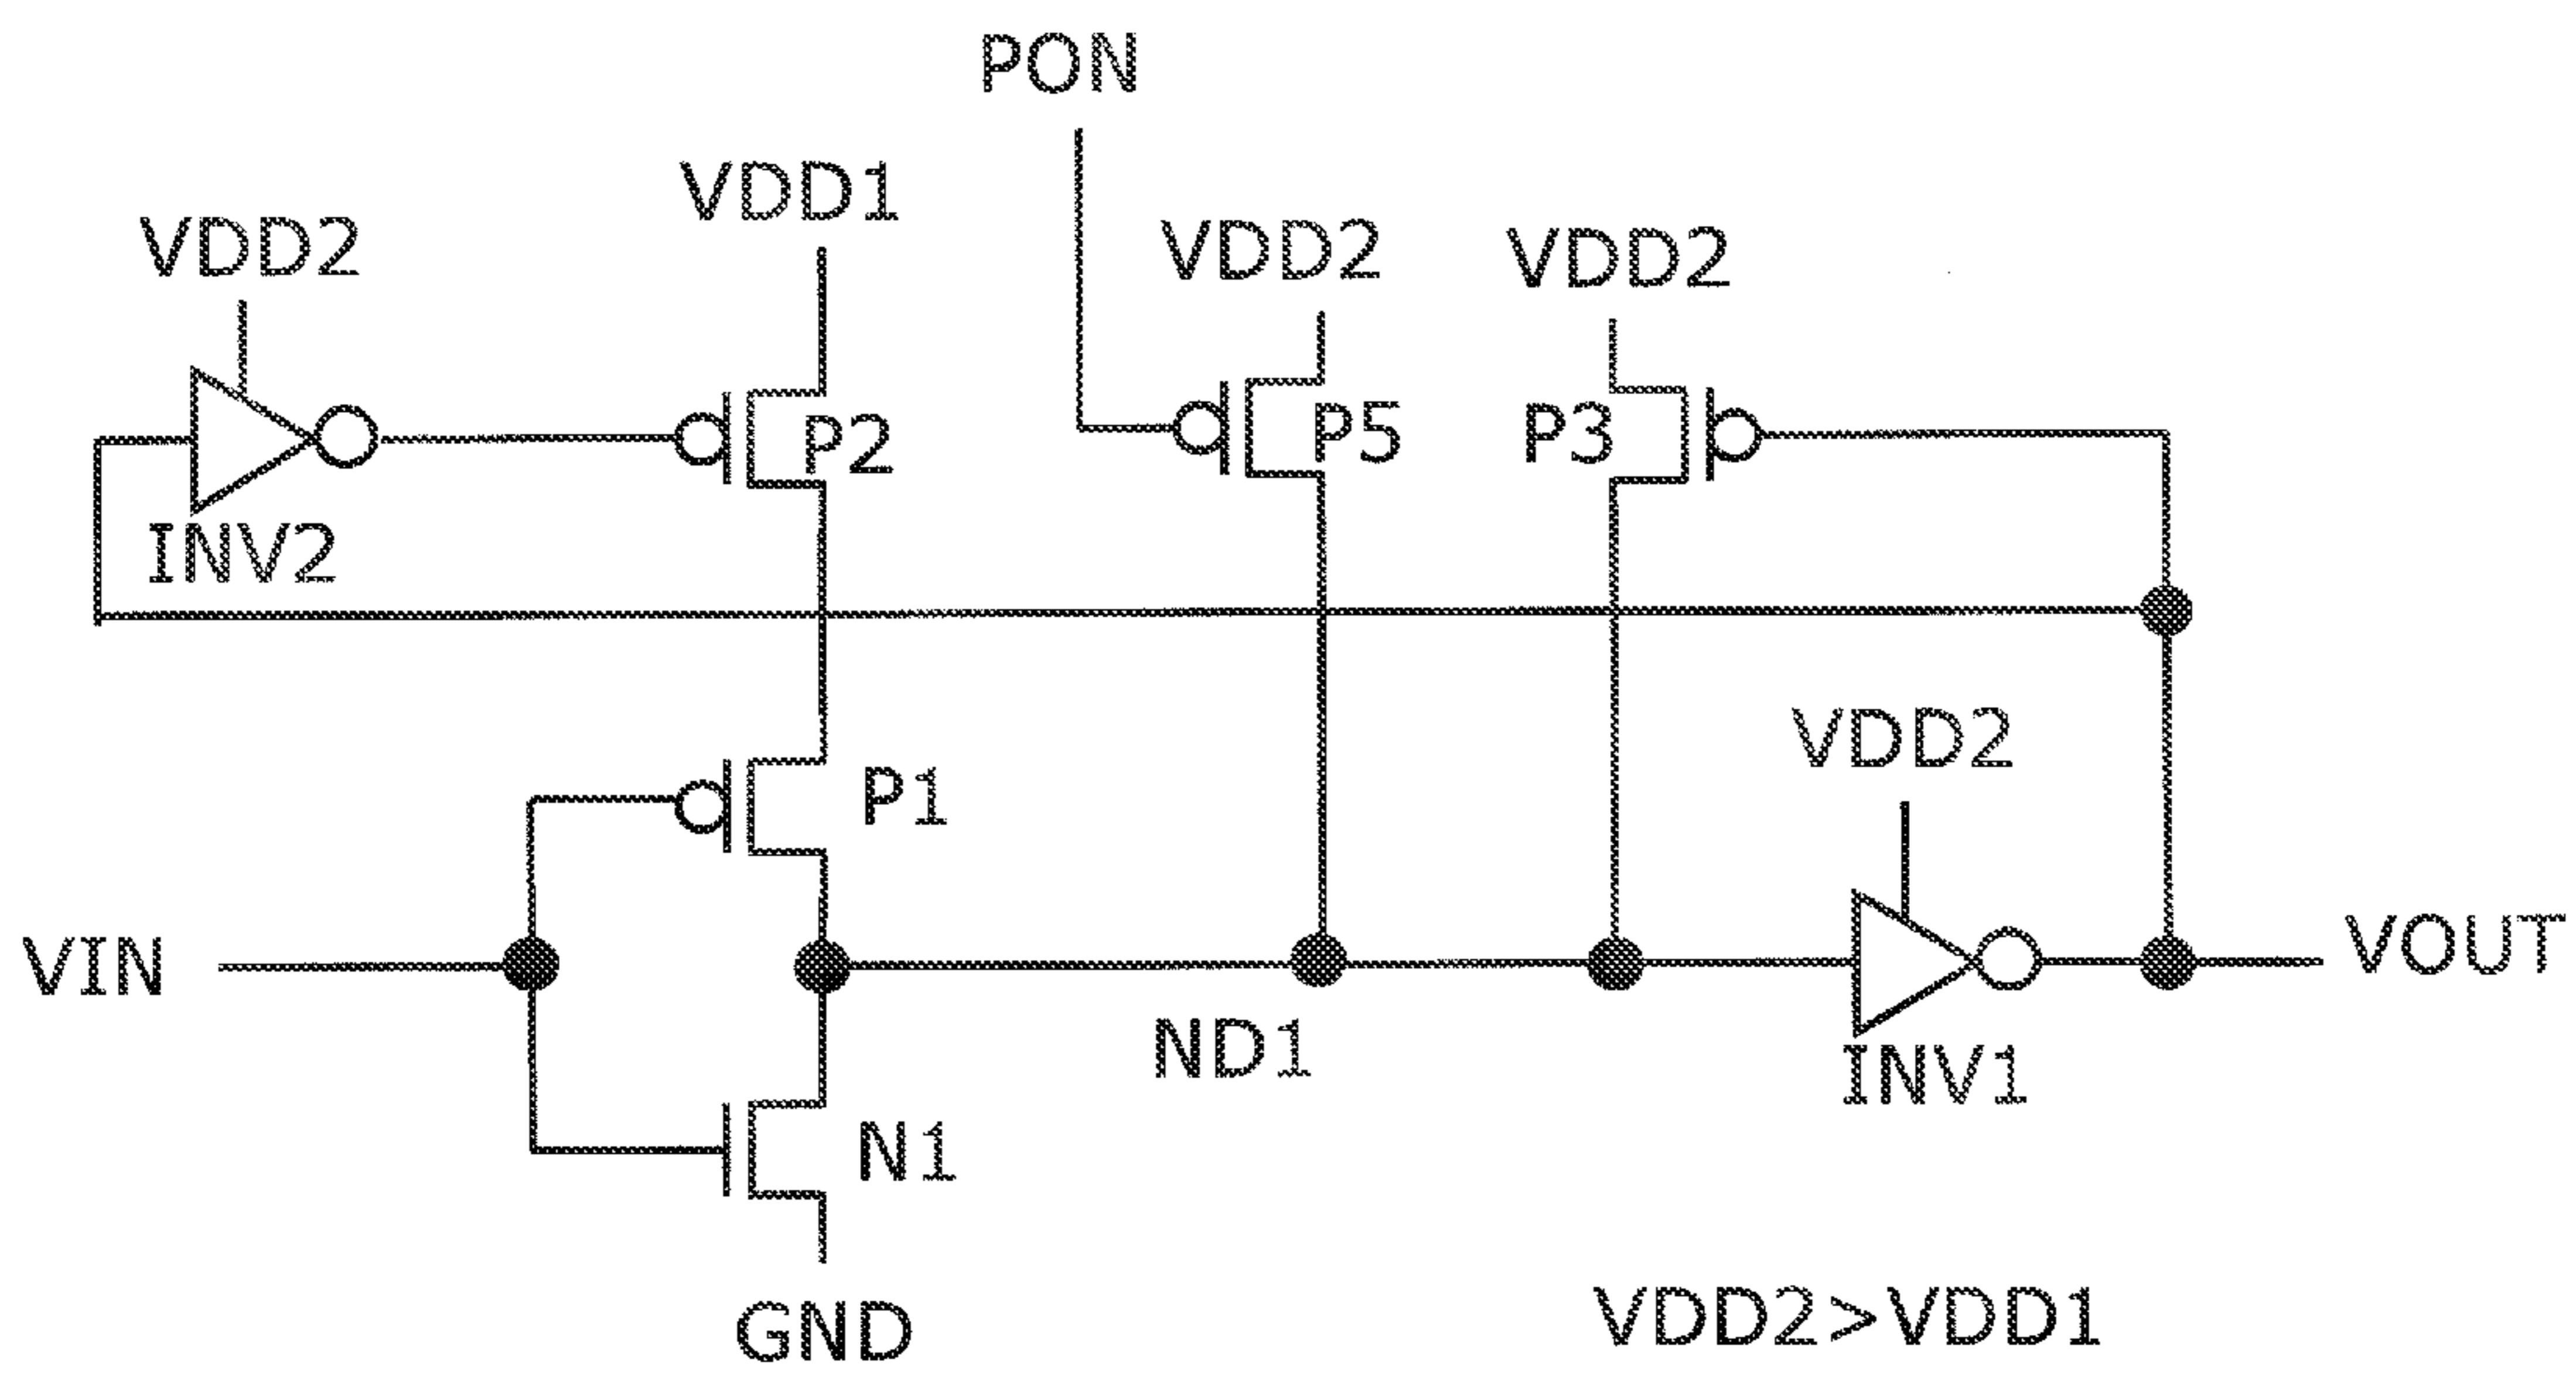 PON
VDD1
VDD2
VDD2
VDD2
P2
P5
P3
INV2
VDD2
P1
VIN
VOUT
ND1
INV1
N1
GND
VDD2>VDD1